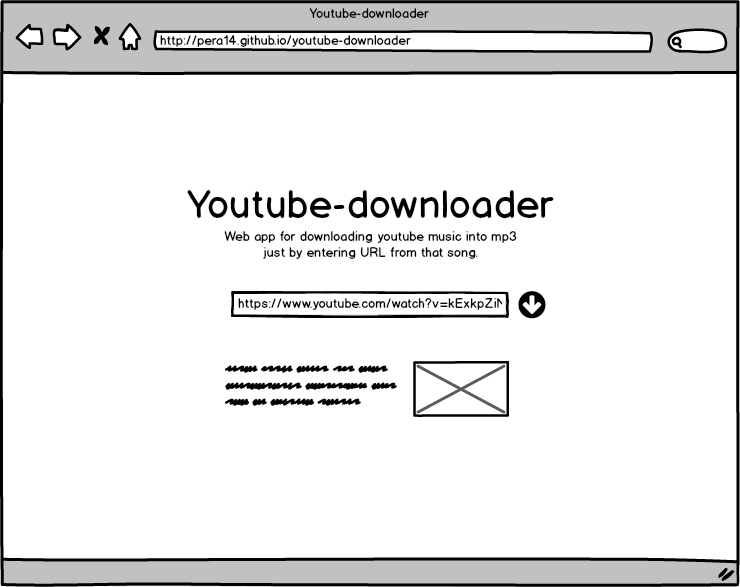 Youtube-downloader
http://pera14.github.io/youtube-downloader
Youtube-downloader
Web app for downloading youtube music into mp3
just by entering URL from that song.
https://www.youtube.com/watch?v=kExkpZiN